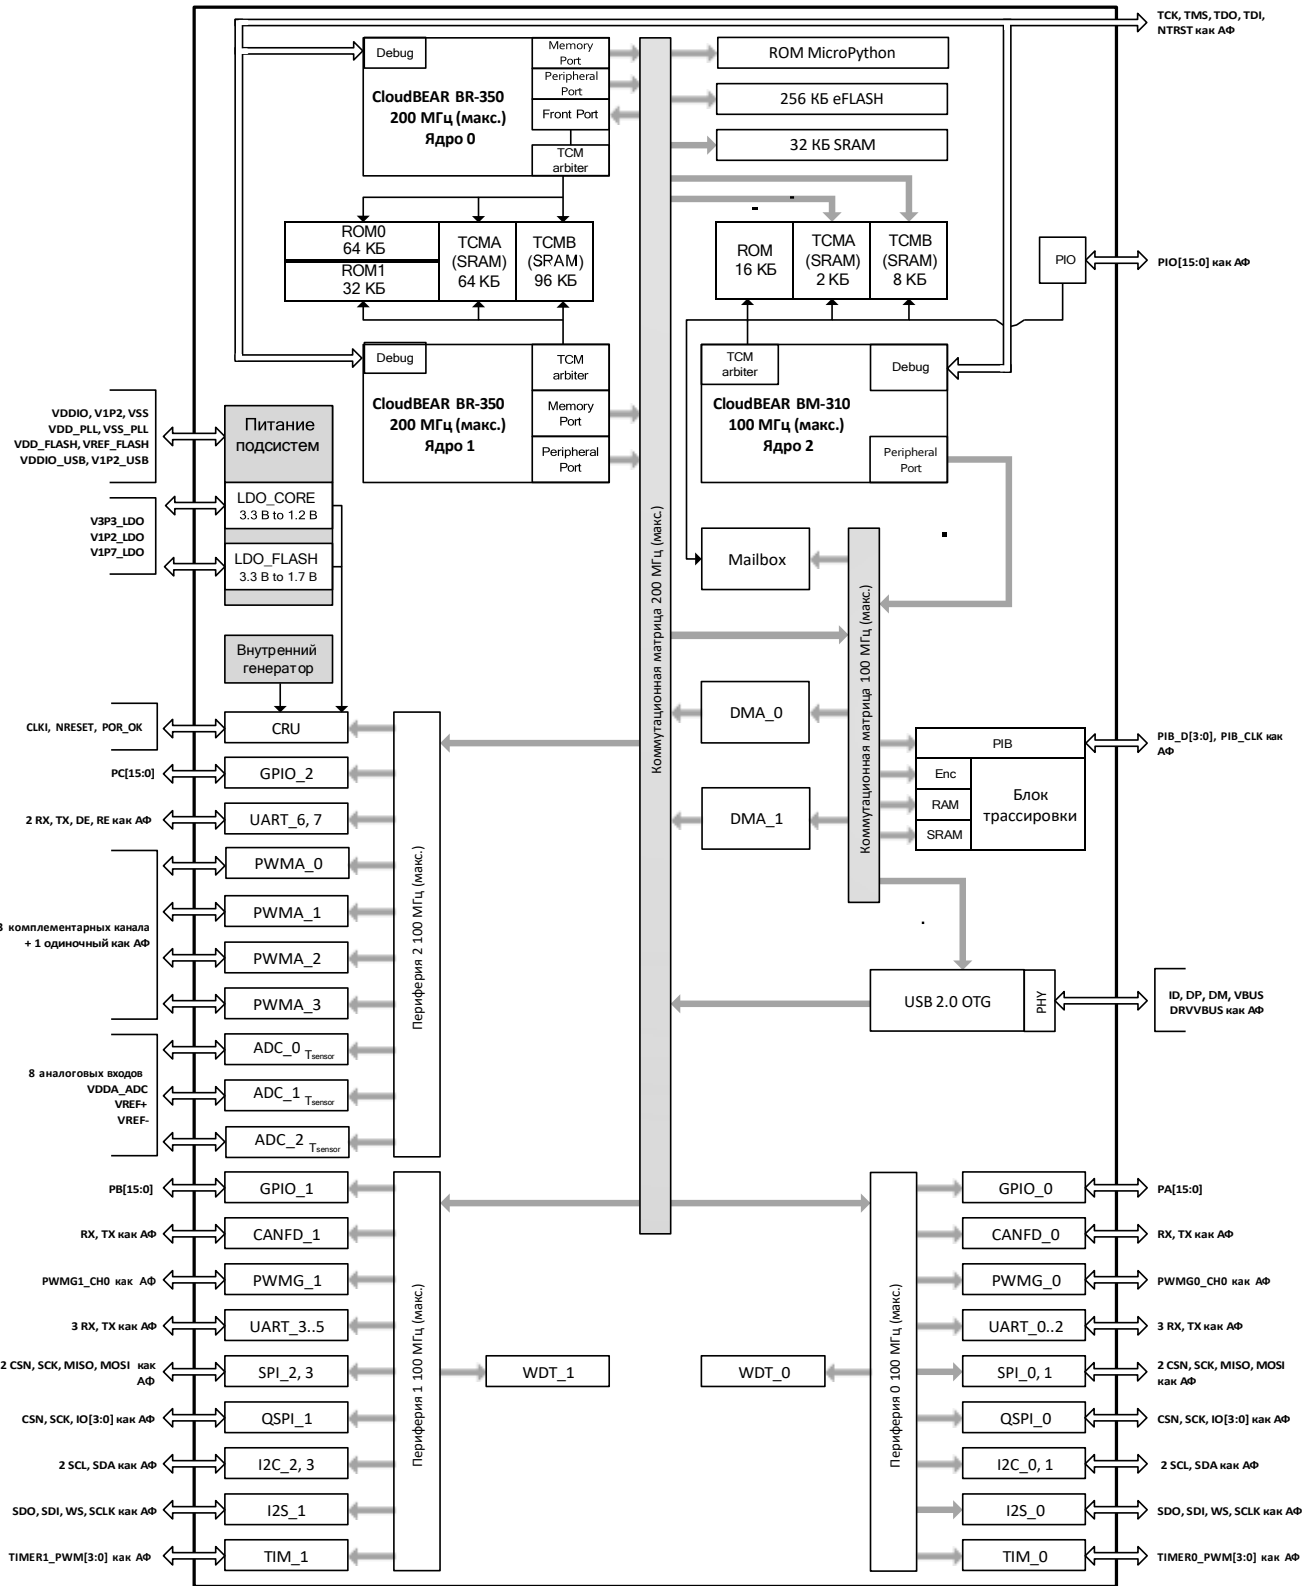 TCK, TMS, TDO, TDI,
NTRST как АФ
Debug
Memory
Port
Peripheral
Port
Front Port
TCM
arbiter
CloudBEAR BR-350
200 МГц (макс.)
Ядро 0
ROM MicroPython
256 КБ eFLASH
32 КБ SRAM
ROM0
64 КБ
ROM1
32 КБ
TCMA
(SRAM)
64 КБ
TCMB
(SRAM)
96 КБ
ROM
16 КБ
TCMA
(SRAM)
2 КБ
TCMB
(SRAM)
8 КБ
PIO
PIO[15:0] как АФ
Debug
TCM
arbiter
Memory
Port
Peripheral
Port
CloudBEAR BR-350
200 МГц (макс.)
Ядро 1
TCM
arbiter
Debug
CloudBEAR BM-310
100 МГц (макс.)
Ядро 2
Peripheral
Port
VDDIO, V1P2, VSS
VDD_PLL, VSS_PLL
VDD_FLASH, VREF_FLASH
VDDIO_USB, V1P2_USB
Питание
подсистем
LDO_CORE
3.3 В to 1.2 В
LDO_FLASH
3.3 В to 1.7 В
V3P3_LDO
V1P2_LDO
V1P7_LDO
Внутренний
генератор
Коммутационная матрица 200 МГц (макс.)
Mailbox
Коммутационная матрица 100 МГц (макс.)
DMA_0
DMA_1
PIB
Enc
RAM
SRAM
Блок
трассировки
PIB_D[3:0], PIB_CLK как
АФ
USB 2.0 OTG
PHY
ID, DP, DM, VBUS
DRVVBUS как АФ
CLKI, NRESET, POR_OK
CRU
PC[15:0]
GPIO_2
2 RX, TX, DE, RE как АФ
UART_6, 7
PWMA_0
PWMA_1
PWMA_2
PWMA_3
комплементарных канала
+ 1 одиночный как АФ
ADC_0 Tsensor
ADC_1 Tsensor
ADC_2 Tsensor
8 аналоговых входов
VDDA_ADC
VREF+
VREF-
Периферия 2 100 МГц (макс.)
PB[15:0]
GPIO_1
RX, TX как АФ
CANFD_1
PWMG1_CH0 как АФ
PWMG_1
3 RX, TX как АФ
UART_3..5
2 CSN, SCK, MISO, MOSI как
АФ
SPI_2, 3
CSN, SCK, IO[3:0] как АФ
QSPI_1
2 SCL, SDA как АФ
I2C_2, 3
SDO, SDI, WS, SCLK как АФ
I2S_1
TIMER1_PWM[3:0] как АФ
TIM_1
Периферия 1 100 МГц (макс.)
WDT_1
WDT_0
Периферия 0 100 МГц (макс.)
GPIO_0
PA[15:0]
CANFD_0
RX, TX как АФ
PWMG_0
PWMG0_CH0 как АФ
UART_0..2
3 RX, TX как АФ
SPI_0, 1
2 CSN, SCK, MISO, MOSI
как АФ
QSPI_0
CSN, SCK, IO[3:0] как АФ
I2C_0, 1
2 SCL, SDA как АФ
I2S_0
SDO, SDI, WS, SCLK как АФ
TIM_0
TIMER0_PWM[3:0] как АФ